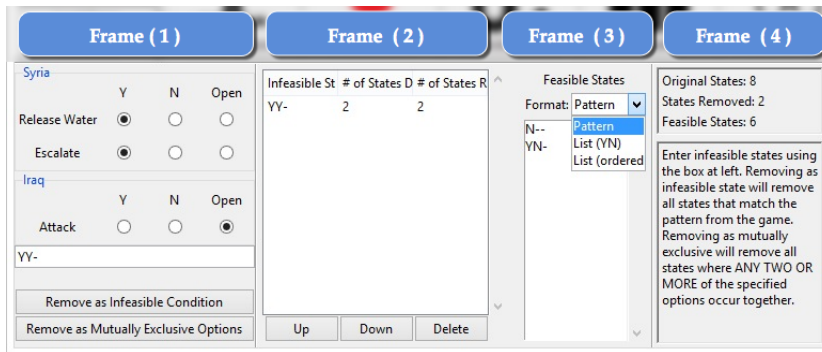 Frame (1)
Frame (2)
Frame (3)
Frame (4)
Syria
Y N Open
Release Water
Escalate
Iraq
Y N Open
Attack
YY-
Remove as Infeasible Condition
Remove as Mutually Exclusive Options
Infeasible St # of States D # of States R
YY- 2 2
Up Down Delete
Feasible States
Format: Pattern
Pattern
List (YN)
List (ordered
N--
YN-
Original States: 8
States Removed: 2
Feasible States: 6
Enter infeasible states using
the box at left. Removing as
infeasible state will remove
all states that match the
pattern from the game.
Removing as mutually
exclusive will remove all
states where ANY TWO OR
MORE of the specified
options occur together.